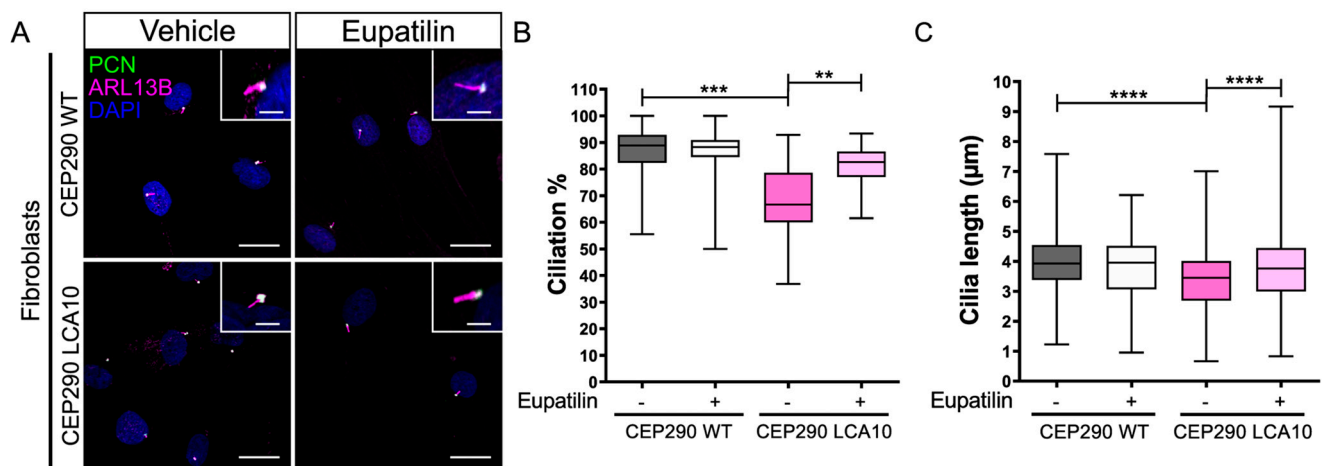 A
Vehicle
Eupatilin
Fibroblasts
CEP290 WT
CEP290 LCA10
PCN
ARL13B
DAPI
B
Ciliation %
110
100
90
80
70
60
50
40
30
20
10
0
*** **
Eupatilin - + - +
CEP290 WT CEP290 LCA10
C
Cilia length (μm)
10
9
8
7
6
5
4
3
2
1
0
**** ****
Eupatilin - + - +
CEP290 WT CEP290 LCA10